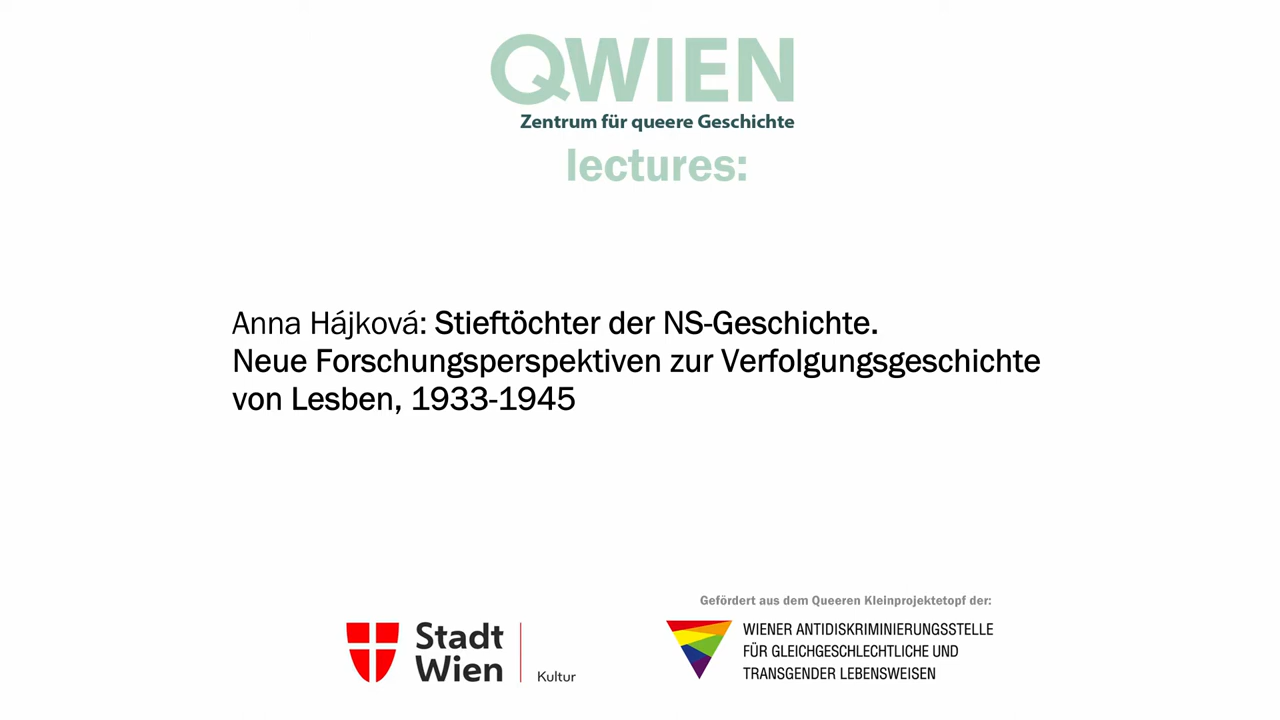 QWIEN
Zentrum für queere Geschichte
lectures:
Anna Hájková: Stieftöchter der NS-Geschichte.
Neue Forschungsperspektiven zur Verfolgungsgeschichte
von Lesben, 1933-1945
Gefördert aus dem Queeren Kleinprojektetopf der:
Stadt
Wien
Kultur
WIENER ANTIDISKRIMINIERUNGSSTELLE
FÜR GLEICHGESCHLECHTLICHE UND
TRANSGENDER LEBENSWEISEN